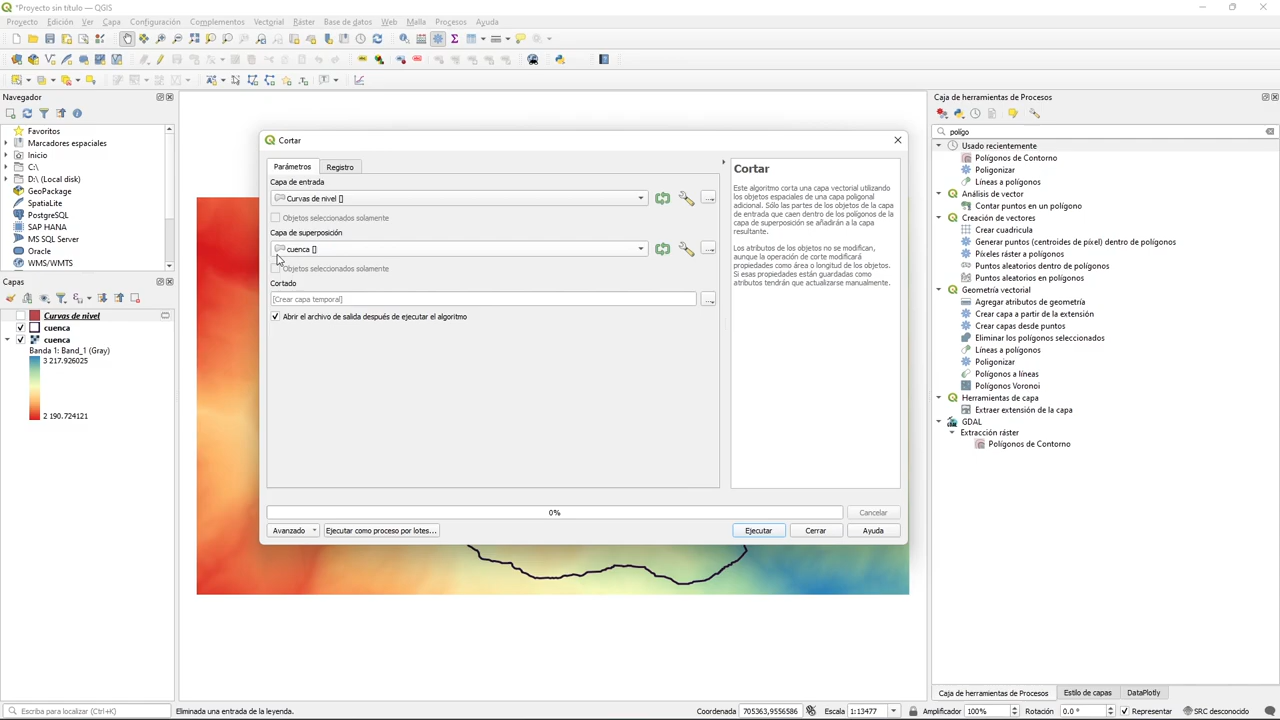 *Proyecto sin título — QGIS
Proyecto Edición Ver Capa Configuración Complementos Vectorial Ráster Base de datos Web Malla Procesos Ayuda
Navegador
Favoritos
Marcadores espaciales
Inicio
C:\
D:\ (Local disk)
GeoPackage
SpatiaLite
PostgreSQL
SAP HANA
MS SQL Server
Oracle
WMS/WMTS
Capas
Curvas de nivel
cuenca
cuenca
Banda 1: Band_1 (Gray)
3 217.926025
2 190.724121
Cortar
Parámetros Registro
Capa de entrada
Curvas de nivel []
Objetos seleccionados solamente
Capa de superposición
cuenca []
Objetos seleccionados solamente
Cortado
[Crear capa temporal]
Abrir el archivo de salida después de ejecutar el algoritmo
Cortar
Este algoritmo corta una capa vectorial utilizando
los objetos espaciales de una capa poligonal
adicional. Sólo las partes de los objetos de la capa
de entrada que caen dentro de los polígonos de la
capa de superposición se añadirán a la capa
resultante.
Los atributos de los objetos no se modifican,
aunque la operación de corte modificará
propiedades como área o longitud de los objetos.
Si esas propiedades están guardadas como
atributos tendrán que actualizarse manualmente.
0% Cancelar
Avanzado Ejecutar como proceso por lotes... Ejecutar Cerrar Ayuda
Caja de herramientas de Procesos
polígo
Usado recientemente
Polígonos de Contorno
Poligonizar
Líneas a polígonos
Análisis de vector
Contar puntos en un polígono
Creación de vectores
Crear cuadrícula
Generar puntos (centroides de píxel) dentro de polígonos
Píxeles ráster a polígonos
Puntos aleatorios dentro de polígonos
Puntos aleatorios en polígonos
Geometría vectorial
Agregar atributos de geometría
Crear capa a partir de la extensión
Crear capas desde puntos
Eliminar los polígonos seleccionados
Líneas a polígonos
Poligonizar
Polígonos a líneas
Polígonos Voronoi
Herramientas de capa
Extraer extensión de la capa
GDAL
Extracción ráster
Polígonos de Contorno
Caja de herramientas de Procesos Estilo de capas DataPlotly
Escriba para localizar (Ctrl+K) Eliminada una entrada de la leyenda. Coordenada 705363,9556586 Escala 1:13477 Amplificador 100% Rotación 0.0 ° Representar SRC desconocido